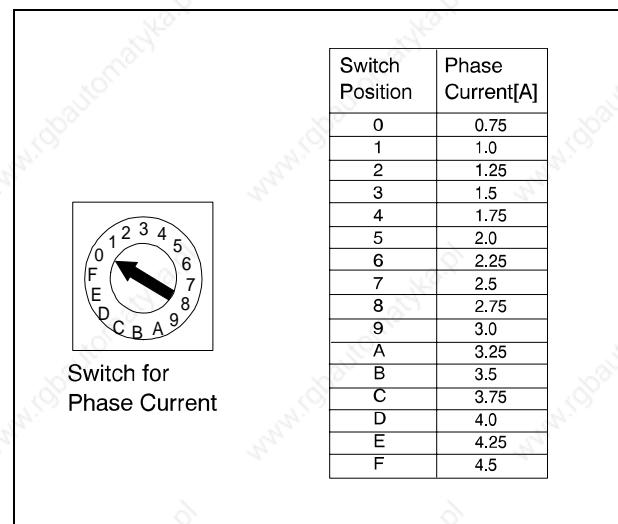 Switch Position Phase Current[A]
0 0.75
1 1.0
2 1.25
3 1.5
4 1.75
5 2.0
6 2.25
7 2.5
8 2.75
9 3.0
A 3.25
B 3.5
C 3.75
D 4.0
E 4.25
F 4.5
0 1 2 3 4 5 6 7 8 9 A B C D E F
Switch for
Phase Current
www.rgbautomatyka.pl